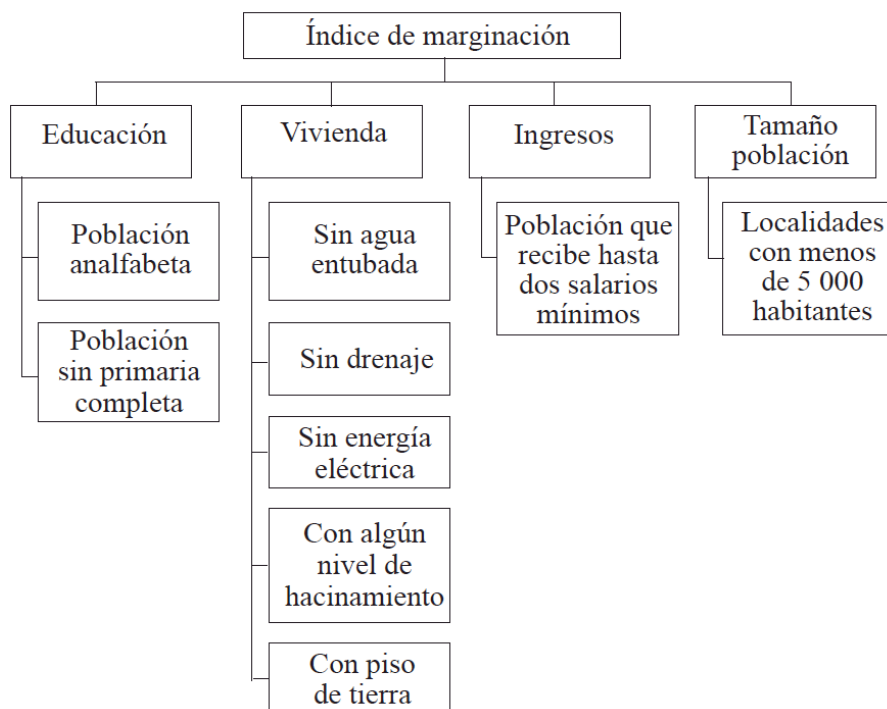 Índice de marginación
Educación
Vivienda
Ingresos
Tamaño
población
Población
analfabeta
Población
sin primaria
completa
Sin agua
entubada
Sin drenaje
Sin energía
eléctrica
Con algún
nivel de
hacinamiento
Con piso
de tierra
Población que
recibe hasta
dos salarios
mínimos
Localidades
con menos
de 5 000
habitantes